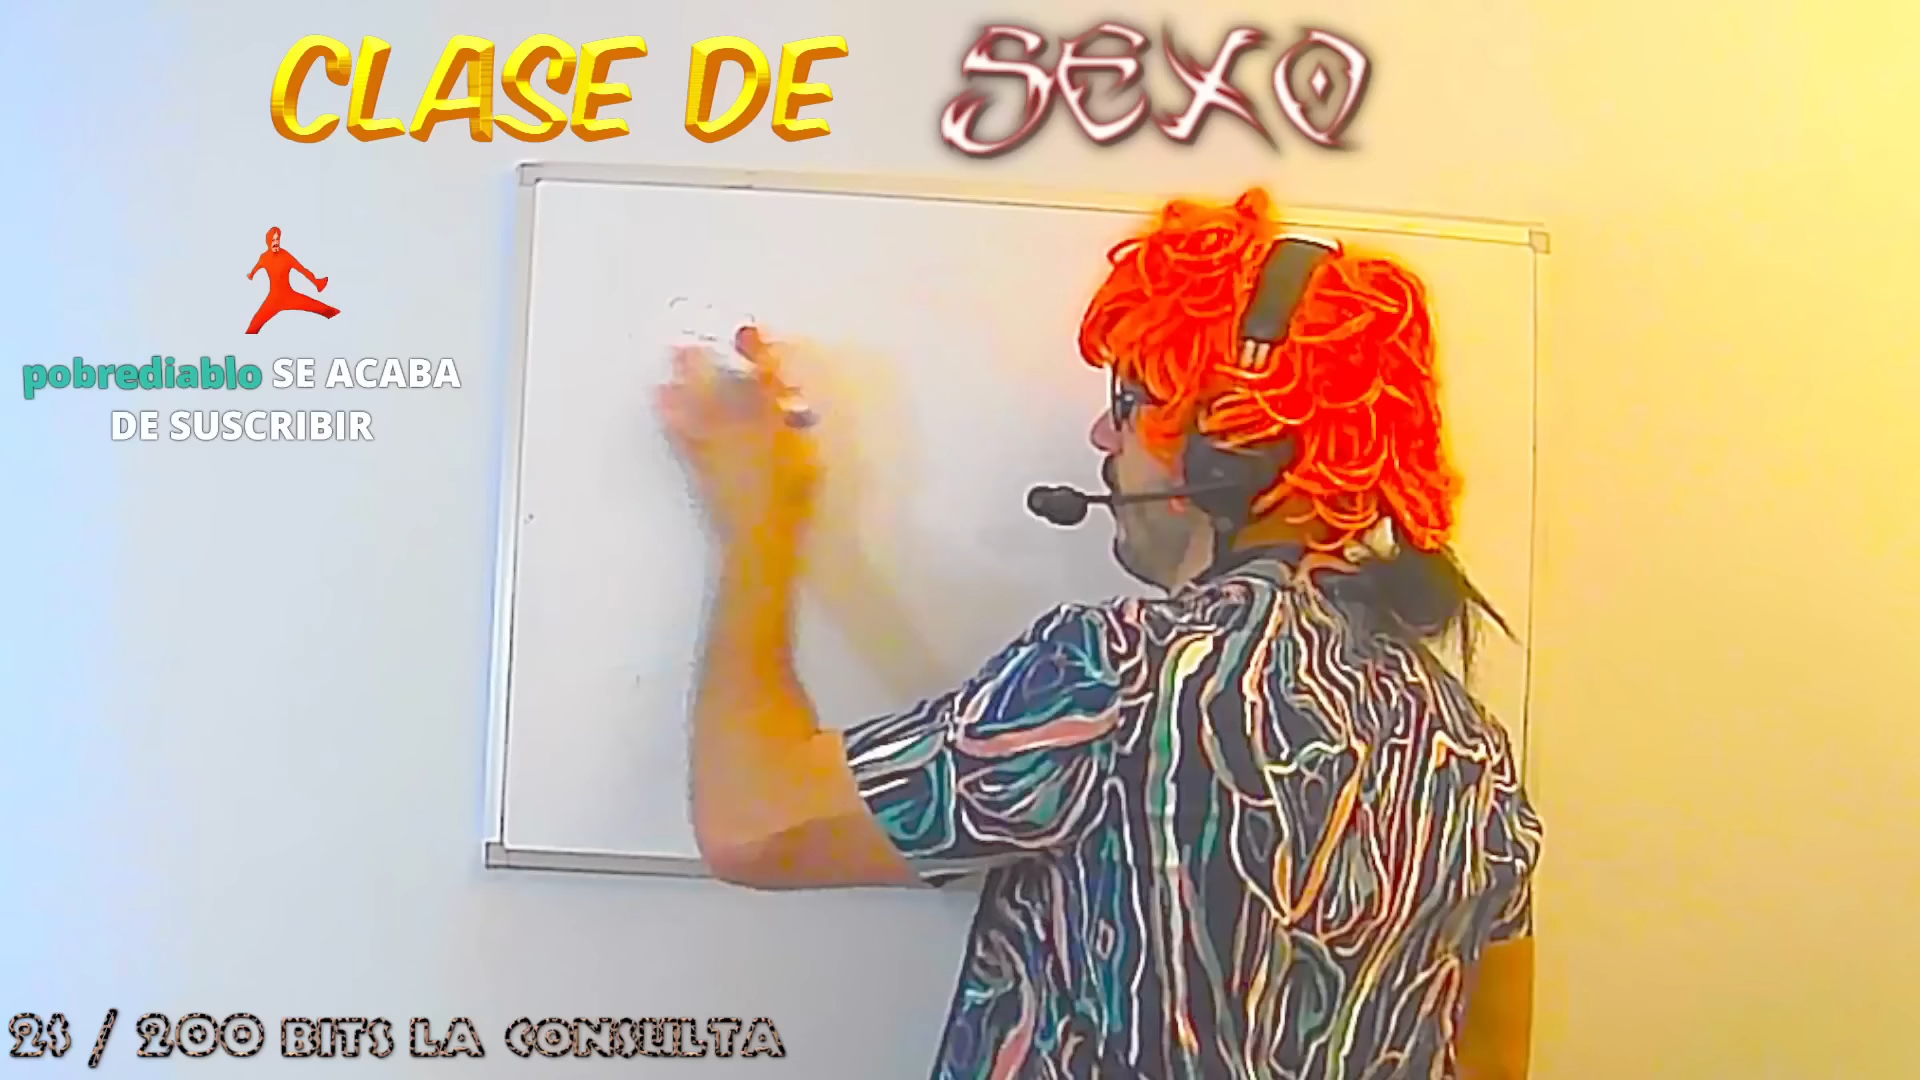 CLASE DE SEXO
pobrediablo SE ACABA
DE SUSCRIBIR
2$ / 200 BITS LA CONSULTA